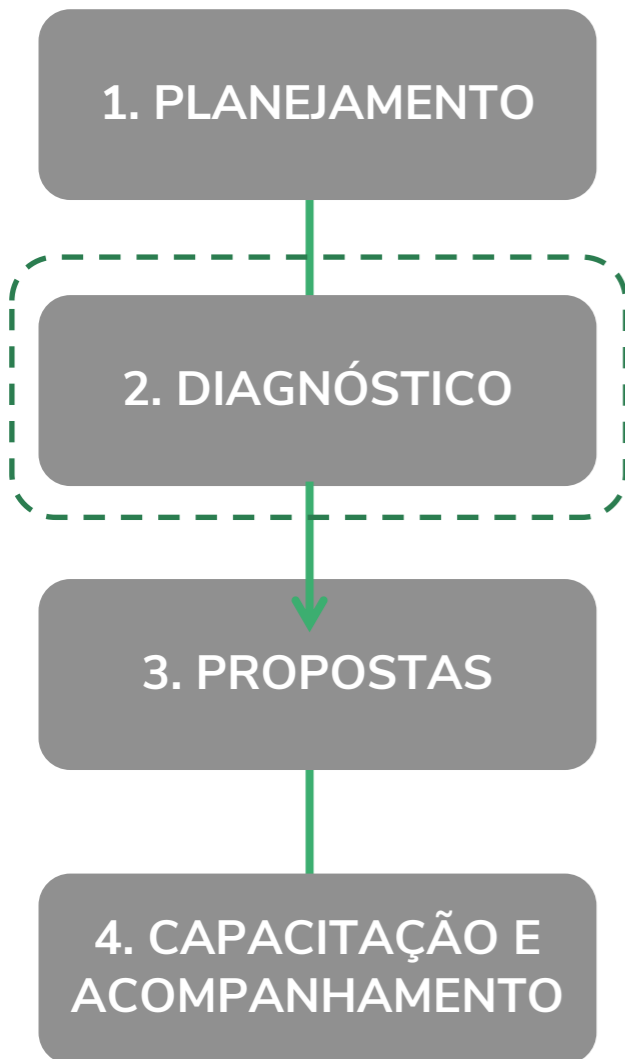 1. PLANEJAMENTO
2. DIAGNÓSTICO
3. PROPOSTAS
4. CAPACITAÇÃO E
ACOMPANHAMENTO